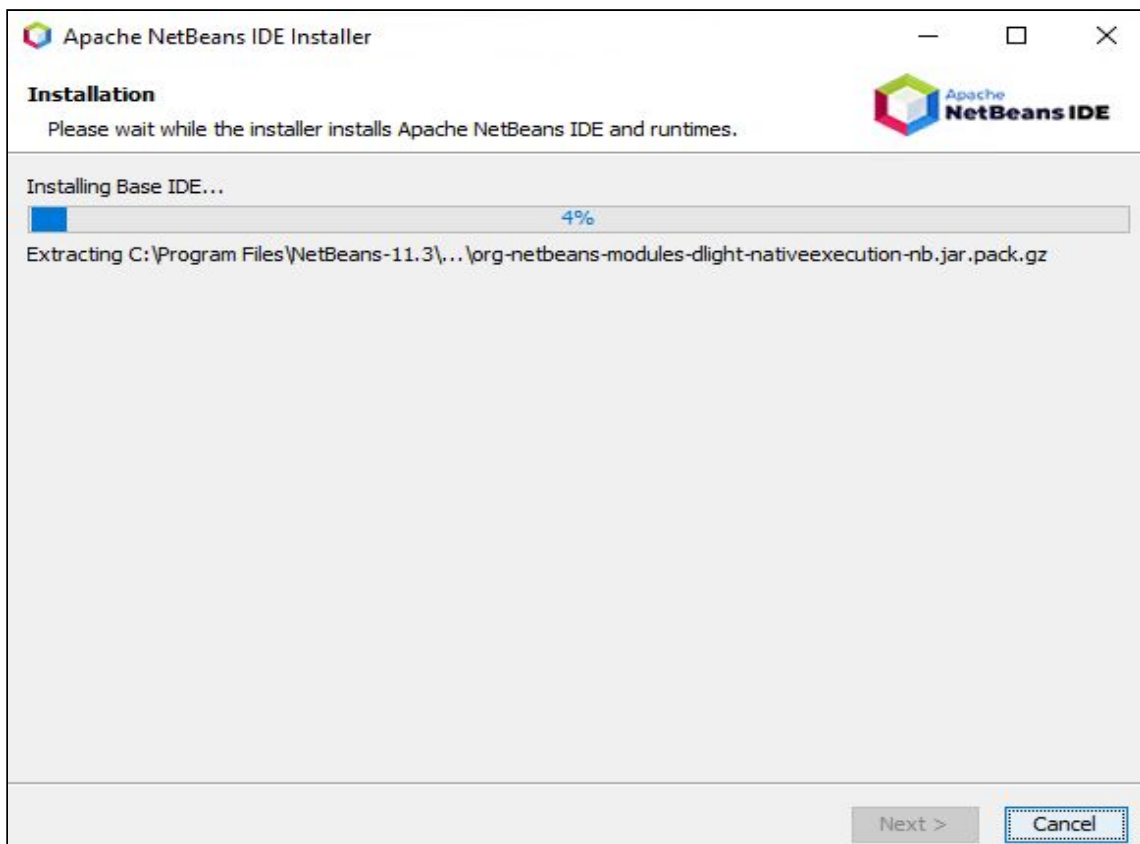 Apache NetBeans IDE Installer
Installation
Please wait while the installer installs Apache NetBeans IDE and runtimes.
Apache
NetBeans IDE
Installing Base IDE...
4%
Extracting C:\Program Files\NetBeans-11.3\...\org-netbeans-modules-dlight-nativeexecution-nb.jar.pack.gz
Next >
Cancel